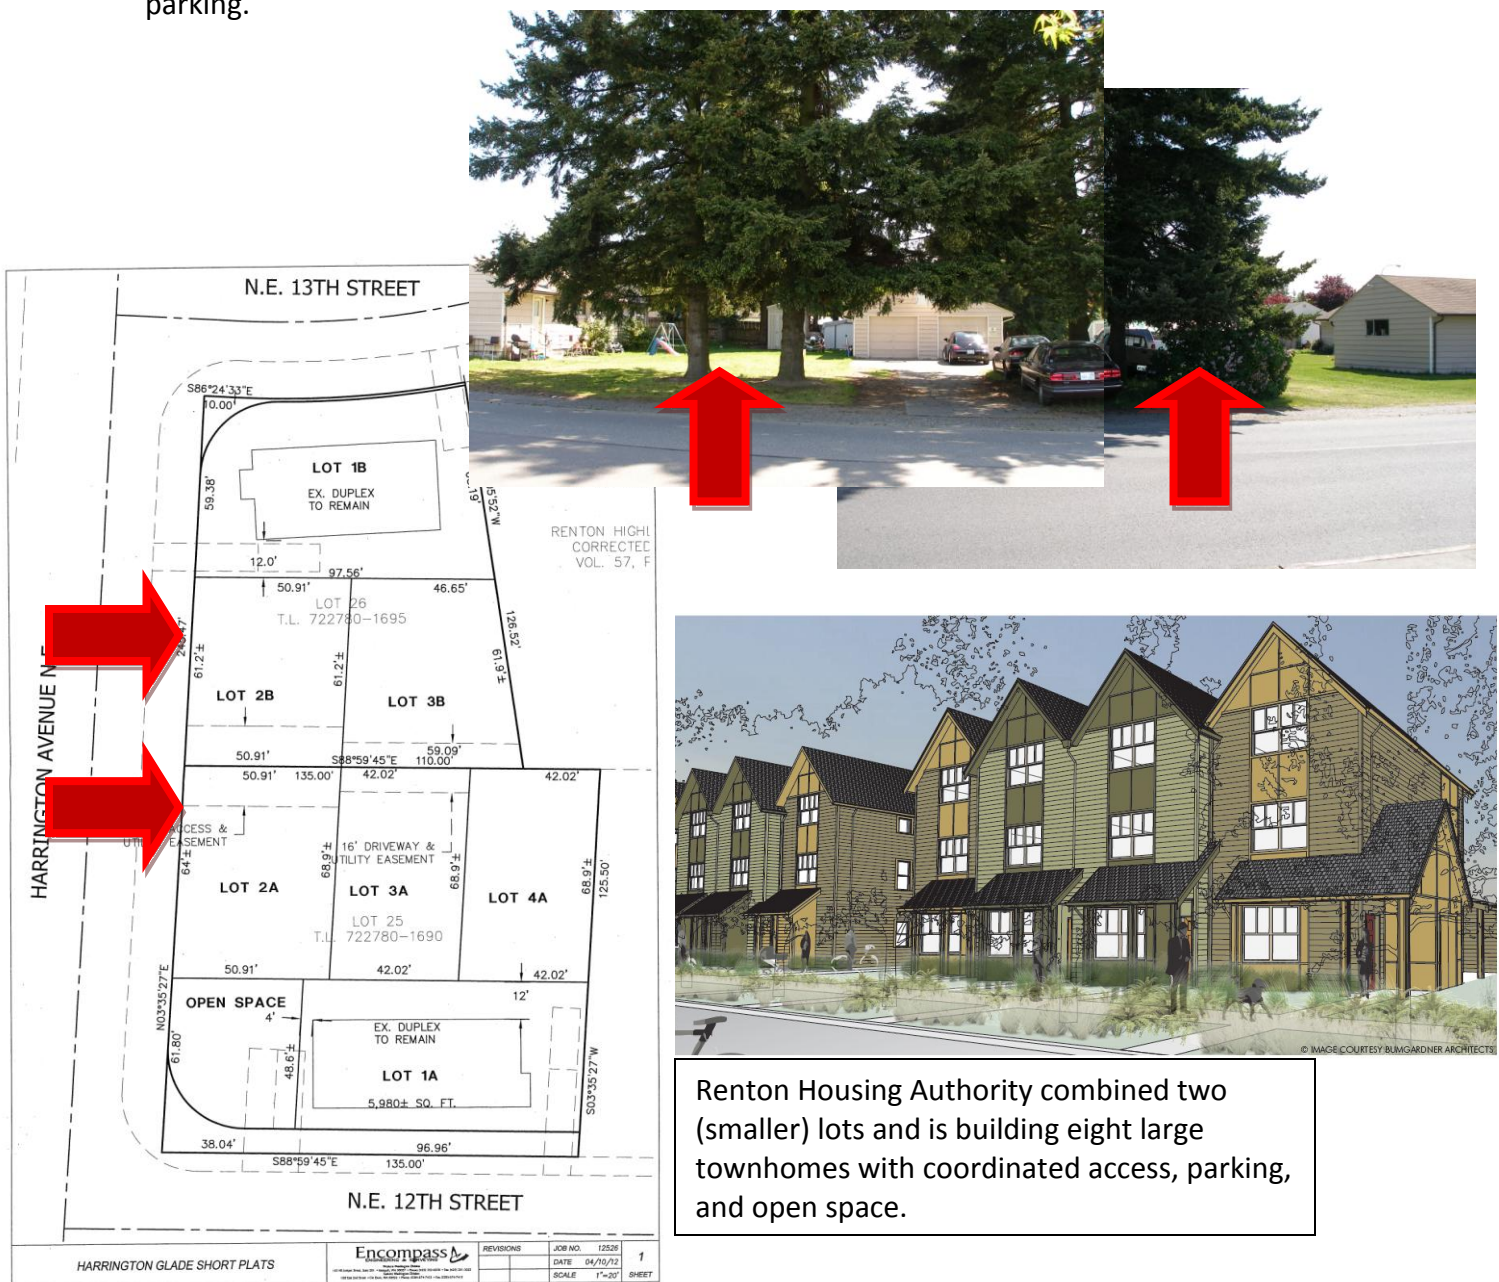 parking.
N.E. 13TH STREET
S86°24'33"E
10.00'
59.38'
LOT 1B
EX. DUPLEX
TO REMAIN
12.0'
97.56'
50.91'
46.65'
LOT 26
T.L. 722780-1695
RENTON HIGHL
CORRECTED
VOL. 57, F
126.52'
61.2'±
61.2'±
61.9'±
LOT 2B
LOT 3B
59.09'
50.91'
S88°59'45"E
110.00'
50.91'
135.00'
42.02'
42.02'
HARRINGTON AVENUE N.E
ACCESS &
EASEMENT
16' DRIVEWAY &
UTILITY EASEMENT
64'±
68.9'±
68.9'±
68.9'±
125.50'
LOT 2A
LOT 3A
LOT 4A
LOT 25
T.L. 722780-1690
50.91'
42.02'
42.02'
N03°35'27"E
OPEN SPACE
4'
12'
EX. DUPLEX
TO REMAIN
61.80'
48.6'±
LOT 1A
5,980± SQ. FT.
S03°35'27"W
38.04'
96.96'
S88°59'45"E
135.00'
N.E. 12TH STREET
HARRINGTON GLADE SHORT PLATS
Encompass
ENGINEERING & SURVEYING
REVISIONS
JOB NO. 12526
DATE 04/10/12
SCALE 1"=20'
1
SHEET
© IMAGE COURTESY BUMGARDNER ARCHITECTS
Renton Housing Authority combined two
(smaller) lots and is building eight large
townhomes with coordinated access, parking,
and open space.